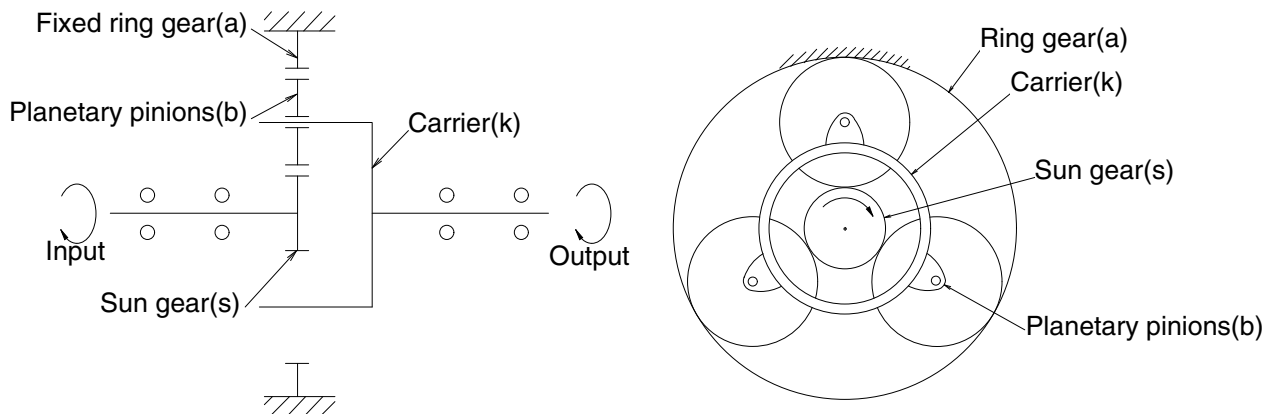 Fixed ring gear(a)
Planetary pinions(b)
Carrier(k)
Input
Output
Sun gear(s)
Ring gear(a)
Carrier(k)
Sun gear(s)
Planetary pinions(b)